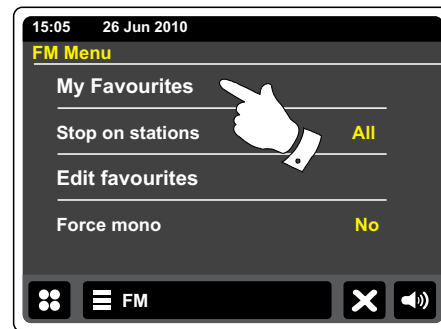 15:05 26 Jun 2010
FM Menu
My Favourites
Stop on stations All
Edit favourites
Force mono No
FM